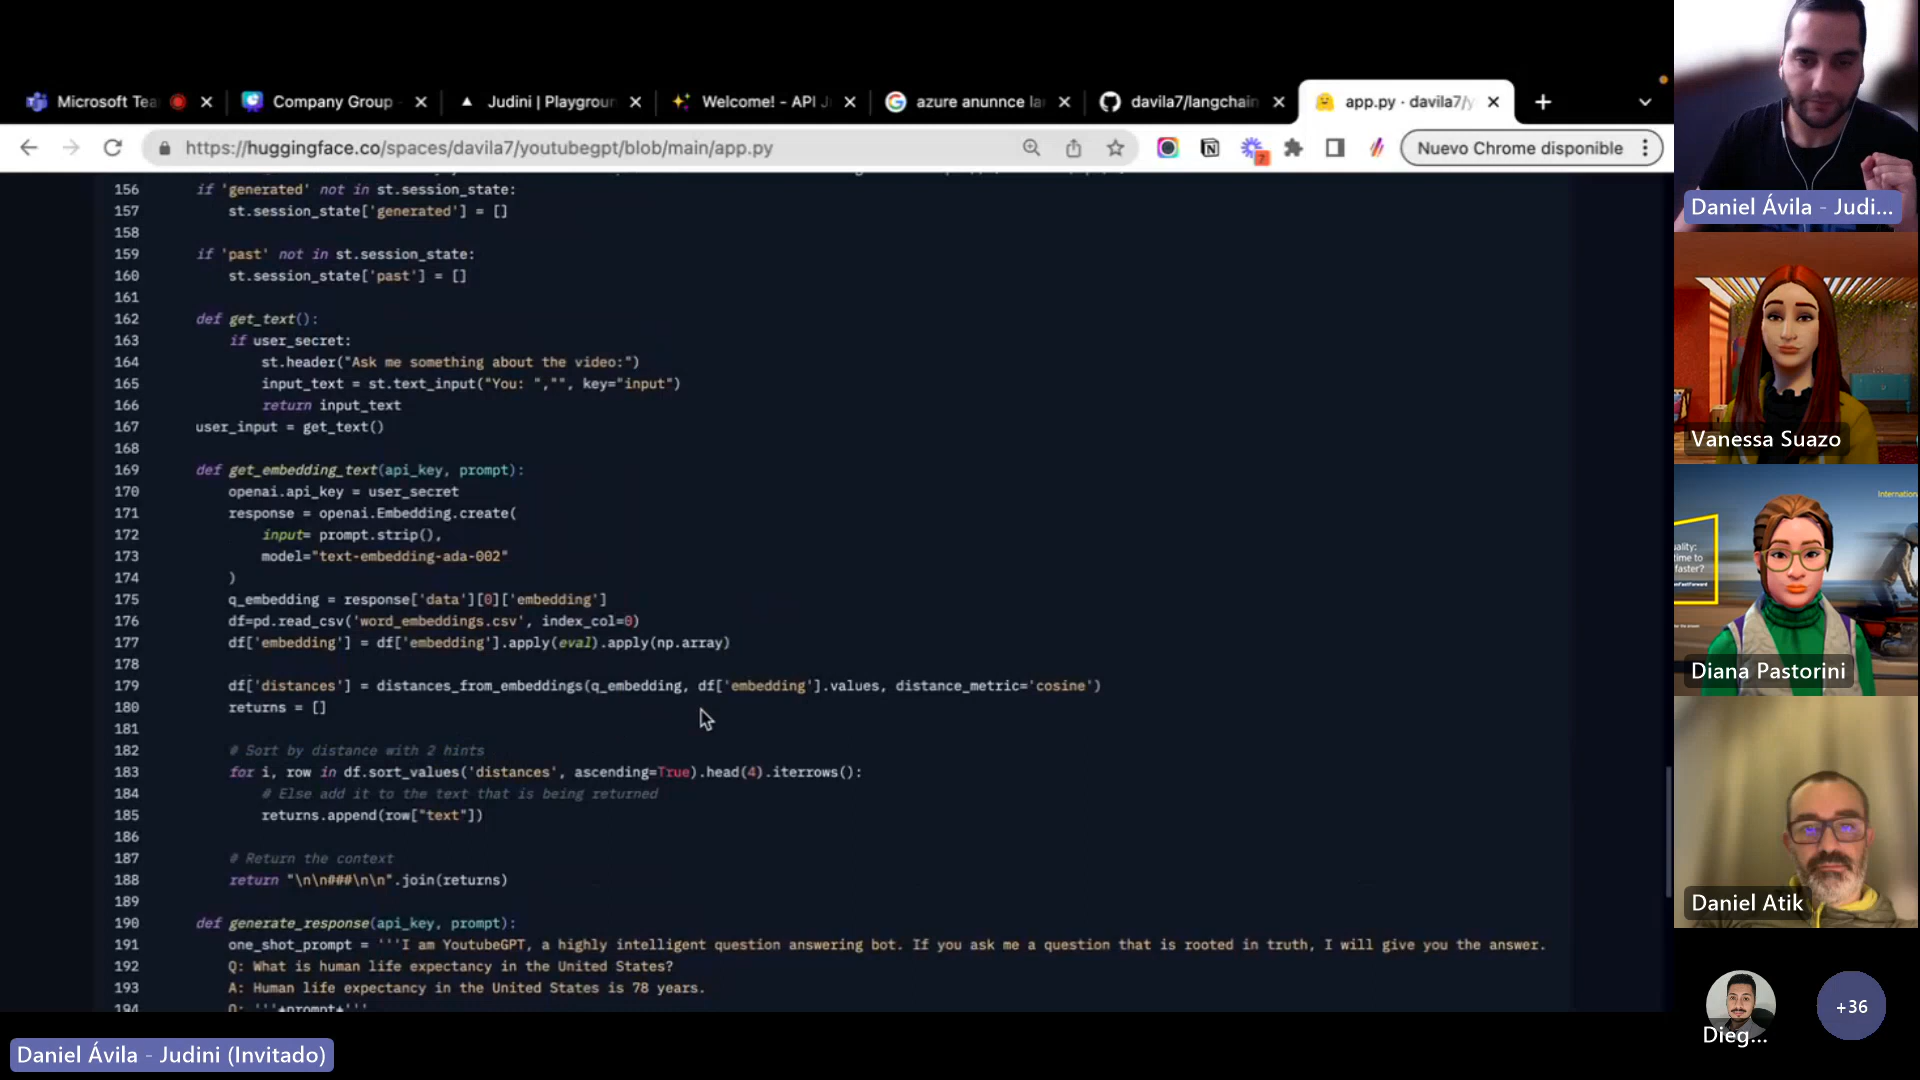 Microsoft Tea
Company Group
Judini | Playgroun
Welcome! - API J
azure anunnce la
davila7/langchain
app.py · davila7/y
https://huggingface.co/spaces/davila7/youtubegpt/blob/main/app.py
7
Nuevo Chrome disponible
156 if 'generated' not in st.session_state:
157 st.session_state['generated'] = []
158
159 if 'past' not in st.session_state:
160 st.session_state['past'] = []
161
162 def get_text():
163 if user_secret:
164 st.header("Ask me something about the video:")
165 input_text = st.text_input("You: ","", key="input")
166 return input_text
167 user_input = get_text()
168
169 def get_embedding_text(api_key, prompt):
170 openai.api_key = user_secret
171 response = openai.Embedding.create(
172 input= prompt.strip(),
173 model="text-embedding-ada-002"
174 )
175 q_embedding = response['data'][0]['embedding']
176 df=pd.read_csv('word_embeddings.csv', index_col=0)
177 df['embedding'] = df['embedding'].apply(eval).apply(np.array)
178
179 df['distances'] = distances_from_embeddings(q_embedding, df['embedding'].values, distance_metric='cosine')
180 returns = []
181
182 # Sort by distance with 2 hints
183 for i, row in df.sort_values('distances', ascending=True).head(4).iterrows():
184 # Else add it to the text that is being returned
185 returns.append(row["text"])
186
187 # Return the context
188 return "\n\n###\n\n".join(returns)
189
190 def generate_response(api_key, prompt):
191 one_shot_prompt = '''I am YoutubeGPT, a highly intelligent question answering bot. If you ask me a question that is rooted in truth, I will give you the answer.
192 Q: What is human life expectancy in the United States?
193 A: Human life expectancy in the United States is 78 years.
194 Q: '''+prompt+'''
Daniel Ávila - Judi...
Vanessa Suazo
Internation
ality:
time to
faster?
Diana Pastorini
Daniel Atik
Dieg...
+36
Daniel Ávila - Judini (Invitado)